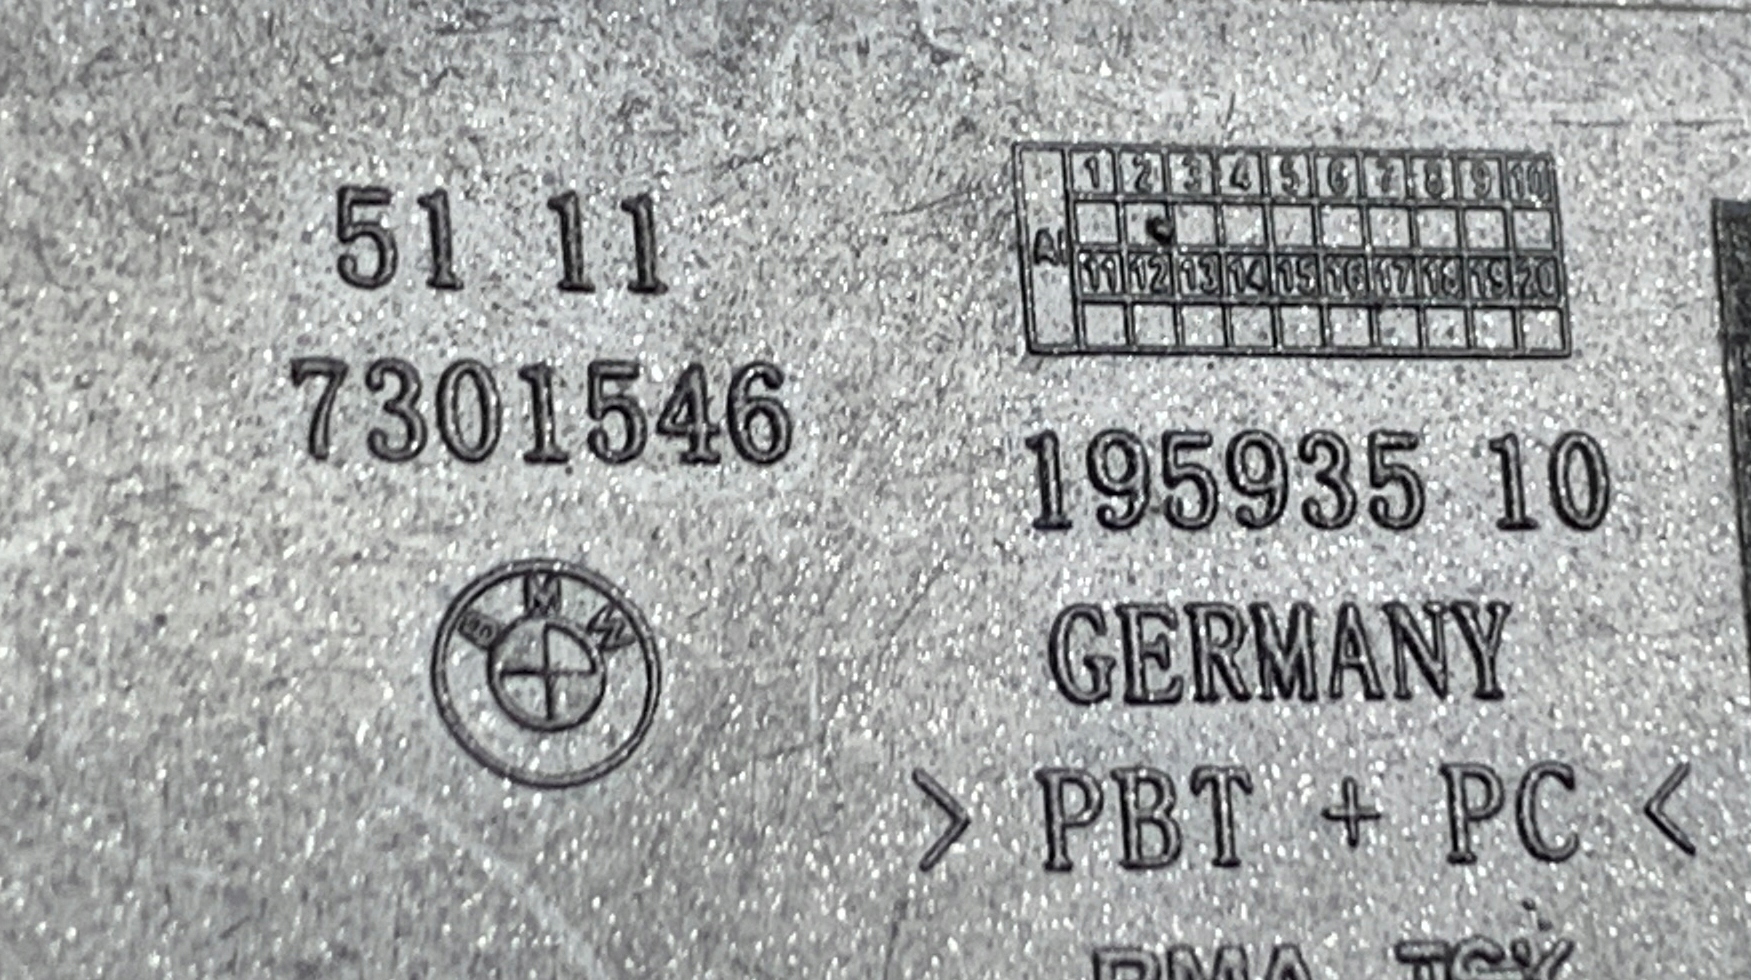 51 11
7301546
B M W
AI
1 2 3 4 5 6 7 8 9 10
11 12 13 14 15 16 17 18 19 20
195935 10
GERMANY
> PBT + PC <